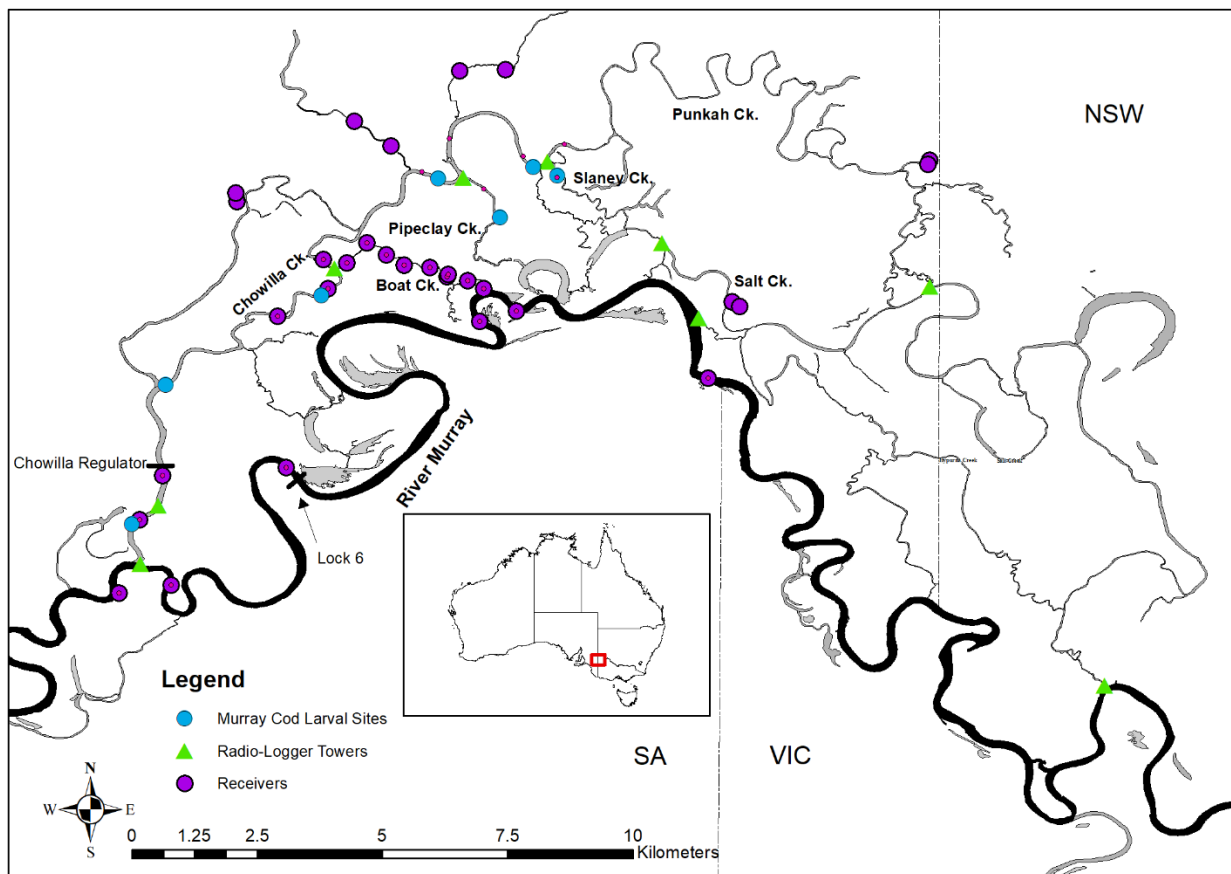 NSW
Punkah Ck.
Slaney Ck.
Pipeclay Ck.
Chowilla Ck
Boat Ck.
Salt Ck.
River Murray
Chowilla Regulator
Lock 6
SA
VIC
Legend
Murray Cod Larval Sites
Radio-Logger Towers
Receivers
N
W
E
S
0 1.25 2.5 5 7.5 10
Kilometers